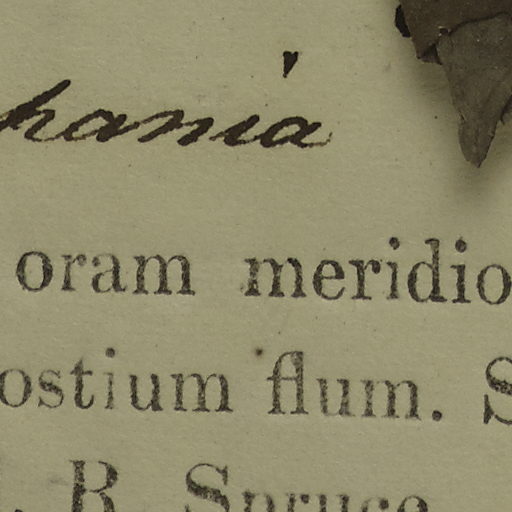 hania
oram meridio
ostium flum. S
. R. Spruce